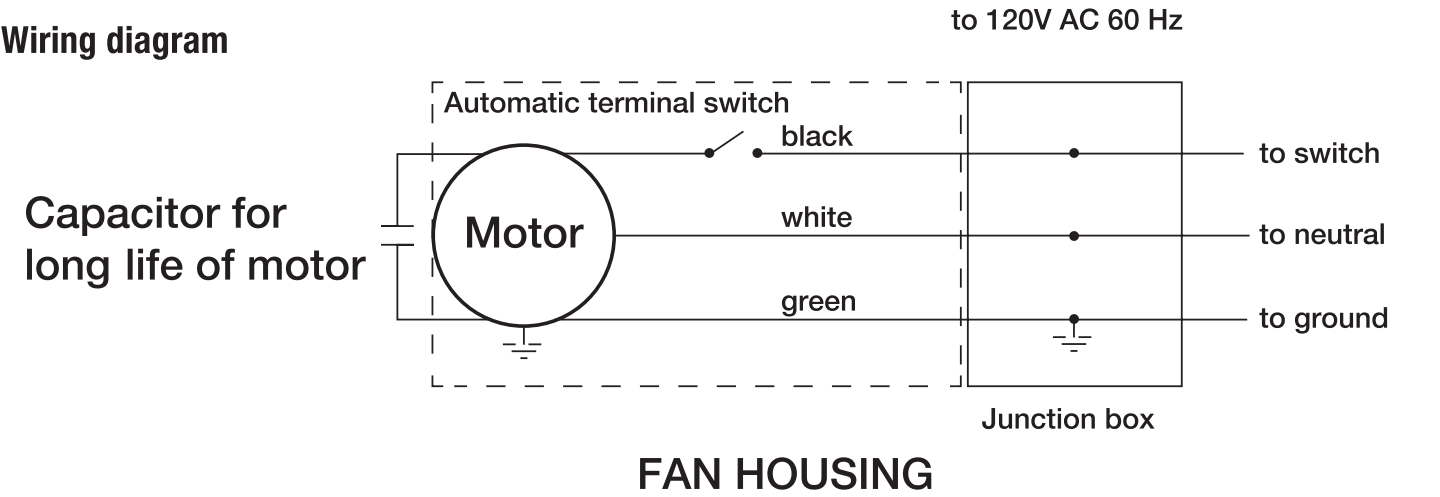 to 120V AC 60 Hz
Wiring diagram
Automatic terminal switch
black
to switch
Capacitor for
long life of motor
Motor
white
to neutral
green
to ground
Junction box
FAN HOUSING